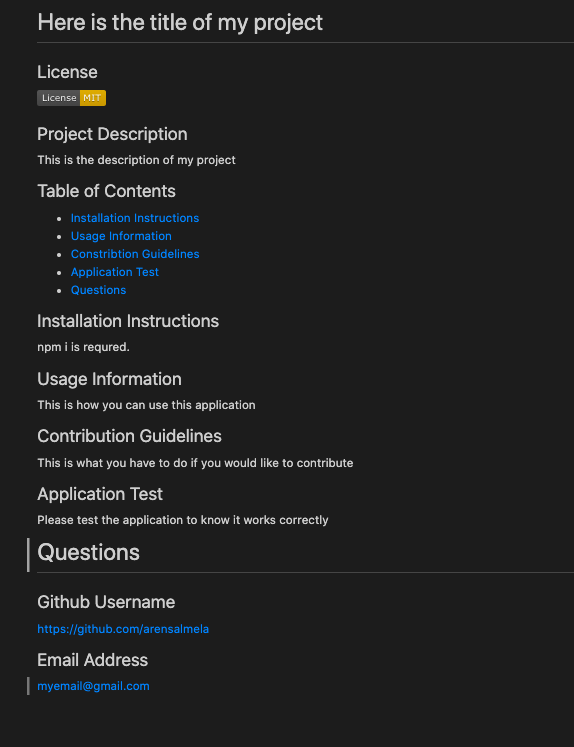 Here is the title of my project
License
License MIT
Project Description
This is the description of my project
Table of Contents
Installation Instructions
Usage Information
Constribtion Guidelines
Application Test
Questions
Installation Instructions
npm i is requred.
Usage Information
This is how you can use this application
Contribution Guidelines
This is what you have to do if you would like to contribute
Application Test
Please test the application to know it works correctly
Questions
Github Username
https://github.com/arensalmela
Email Address
myemail@gmail.com